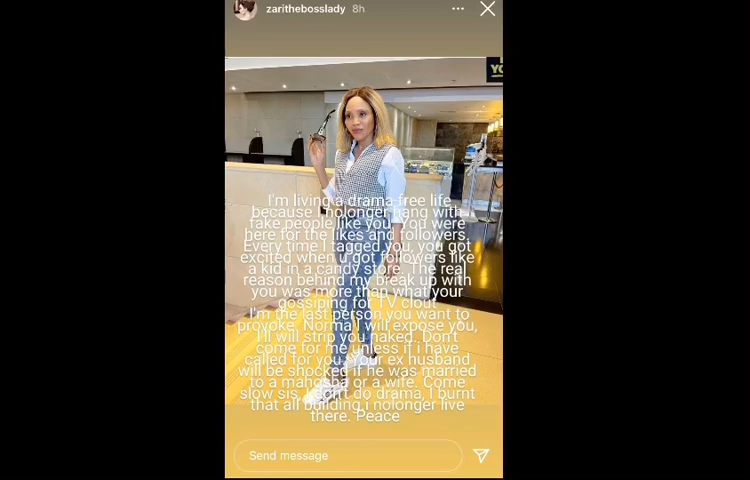 zarithebosslady 8h
YO
I'm living a drama free life
because I nolonger hang with
fake people like you. You were
here for the likes and followers.
Every time I tagged you, you got
excited when u got followers like
a kid in a candy store. The real
reason behind my break up with
you was more than what your
gossiping for TV clout
I'm the last person you want to
provoke. Norma I will expose you,
I'll will strip you naked. Don't
come for me unless if i have
called for you. Your ex husband
will be shocked if he was married
to a mahosha or a wife. Come
slow sis, I don't do drama, I burnt
that all building i nolonger live
there. Peace
Send message